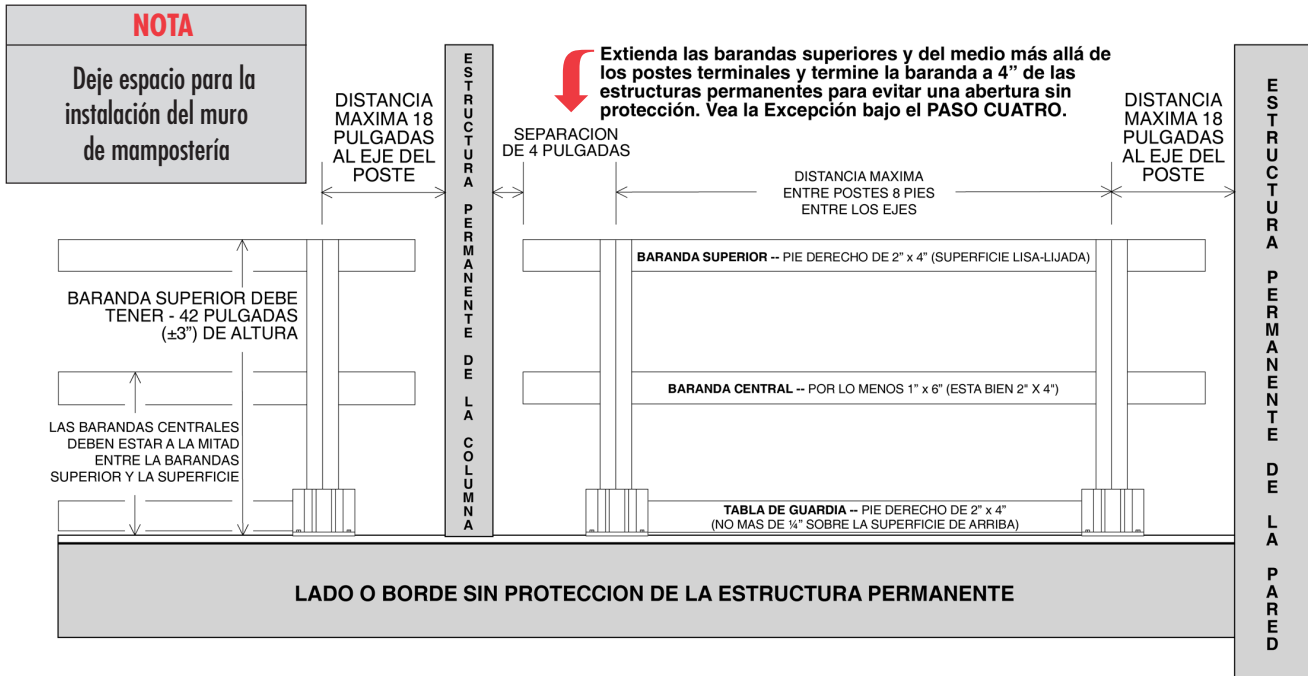 NOTA
Deje espacio para la
instalación del muro
de mampostería
DISTANCIA
MAXIMA 18
PULGADAS
AL EJE DEL
POSTE
ESTRUCTURA PERMANENTE DE LA COLUMNA
Extienda las barandas superiores y del medio más allá de
los postes terminales y termine la baranda a 4” de las
estructuras permanentes para evitar una abertura sin
protección. Vea la Excepción bajo el PASO CUATRO.
SEPARACION
DE 4 PULGADAS
DISTANCIA MAXIMA
ENTRE POSTES 8 PIES
ENTRE LOS EJES
DISTANCIA
MAXIMA 18
PULGADAS
AL EJE DEL
POSTE
ESTRUCTURA PERMANENTE DE LA PARED
BARANDA SUPERIOR -- PIE DERECHO DE 2” x 4” (SUPERFICIE LISA-LIJADA)
BARANDA SUPERIOR DEBE
TENER - 42 PULGADAS
(±3”) DE ALTURA
BARANDA CENTRAL -- POR LO MENOS 1” x 6” (ESTA BIEN 2" X 4")
LAS BARANDAS CENTRALES
DEBEN ESTAR A LA MITAD
ENTRE LA BARANDAS
SUPERIOR Y LA SUPERFICIE
TABLA DE GUARDIA -- PIE DERECHO DE 2” x 4”
(NO MAS DE ¼” SOBRE LA SUPERFICIE DE ARRIBA)
LADO O BORDE SIN PROTECCION DE LA ESTRUCTURA PERMANENTE